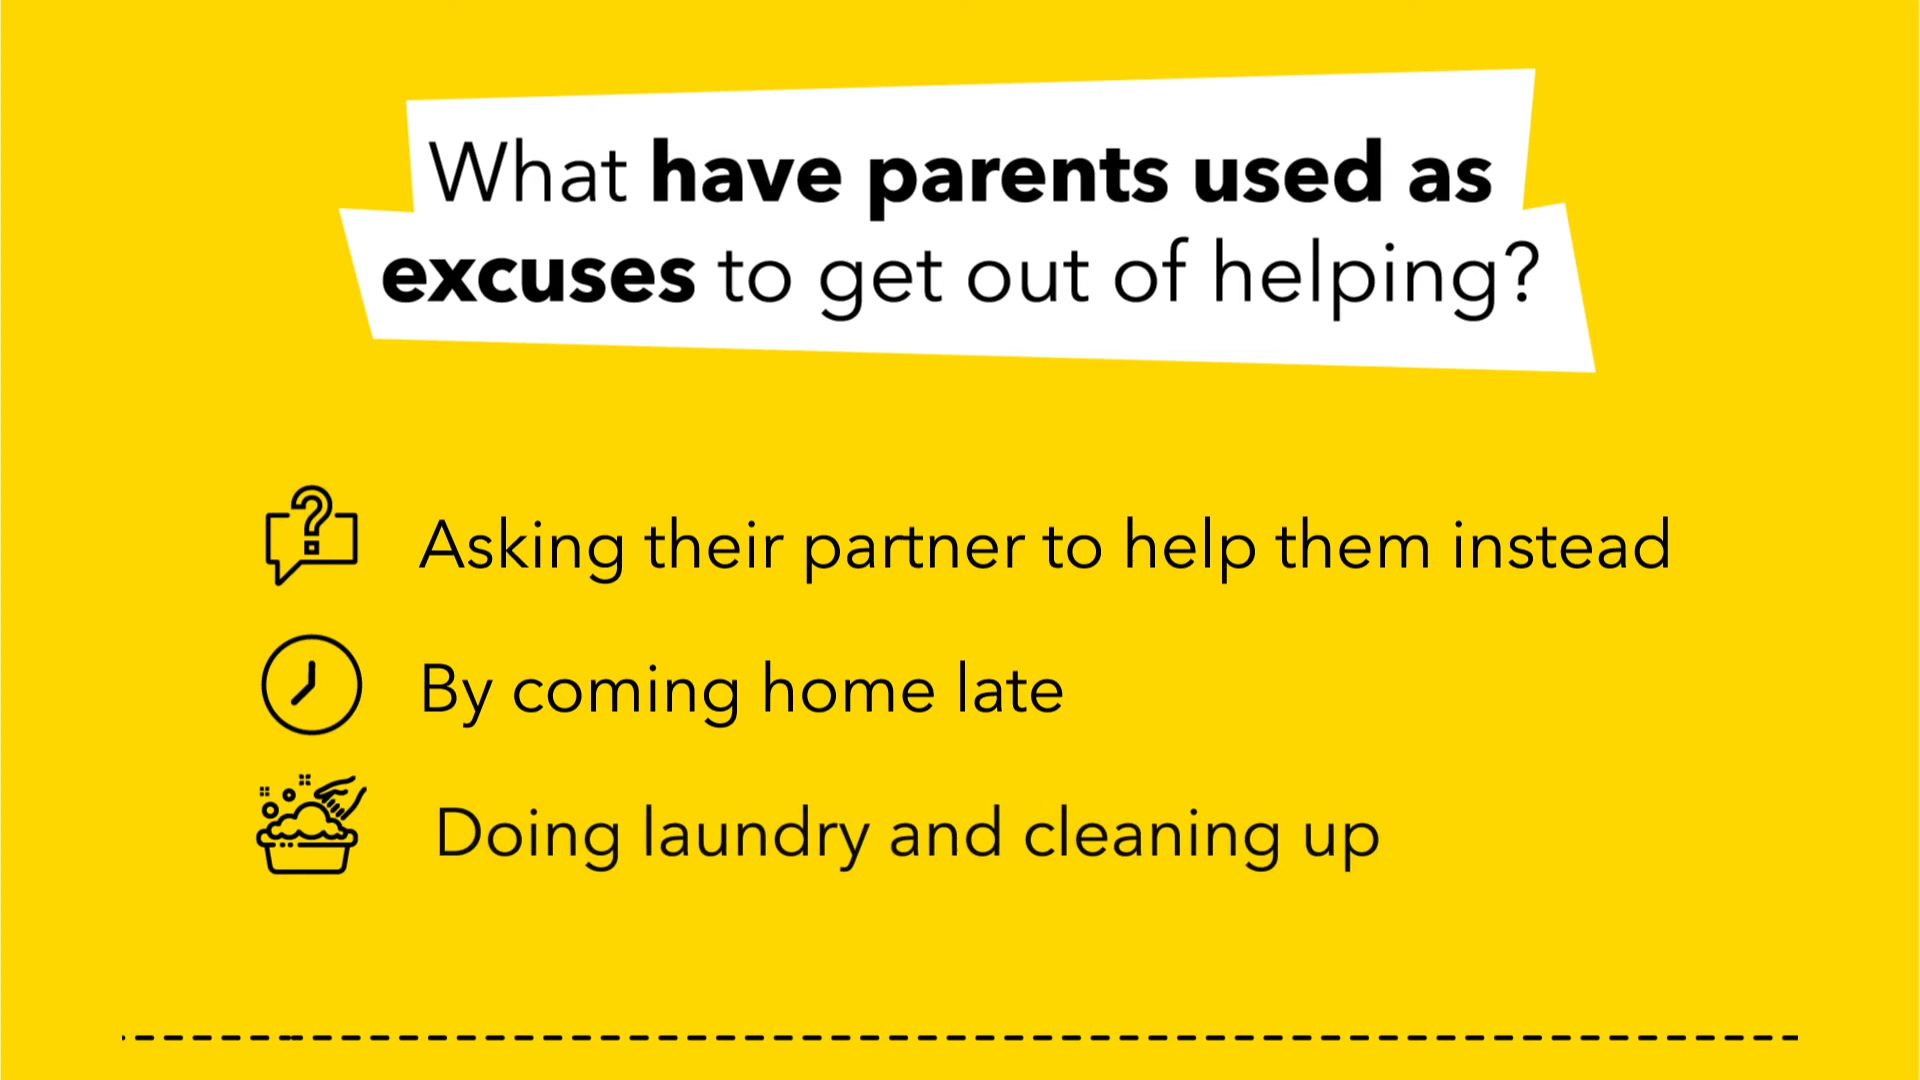 What have parents used as
excuses to get out of helping?
Asking their partner to help them instead
By coming home late
Doing laundry and cleaning up